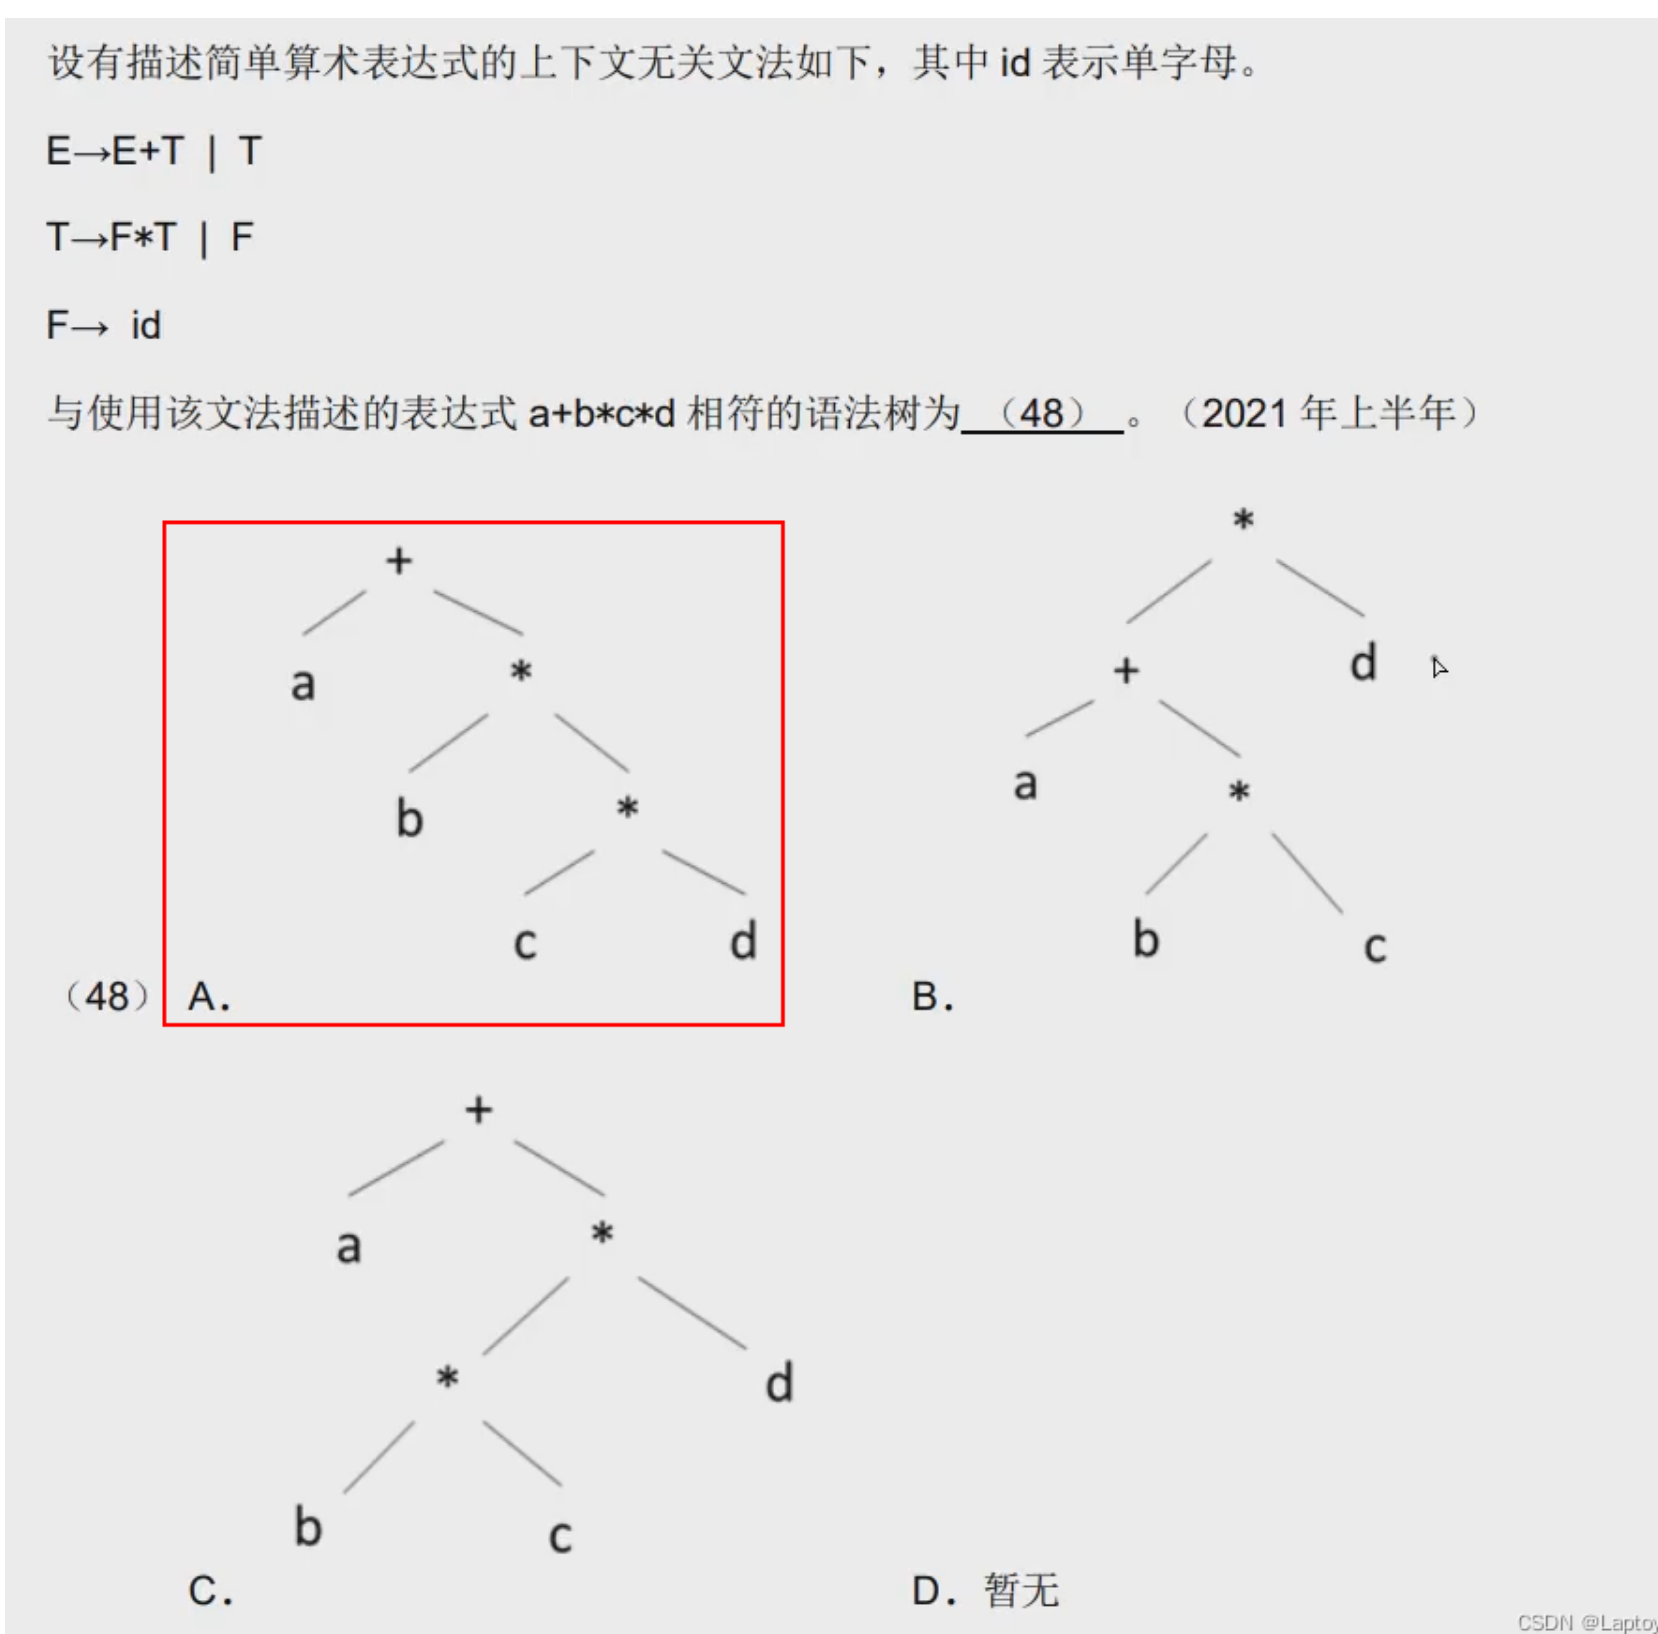 设有描述简单算术表达式的上下文无关文法如下，其中 id 表示单字母。
E→E+T | T
T→F*T | F
F→ id
与使用该文法描述的表达式 a+b*c*d 相符的语法树为 （48） 。（2021 年上半年）
+
a
*
b
*
c
d
（48） A.
*
+
d
a
*
b
c
B.
+
a
*
*
d
b
c
C.
D. 暂无
CSDN @Laptoy